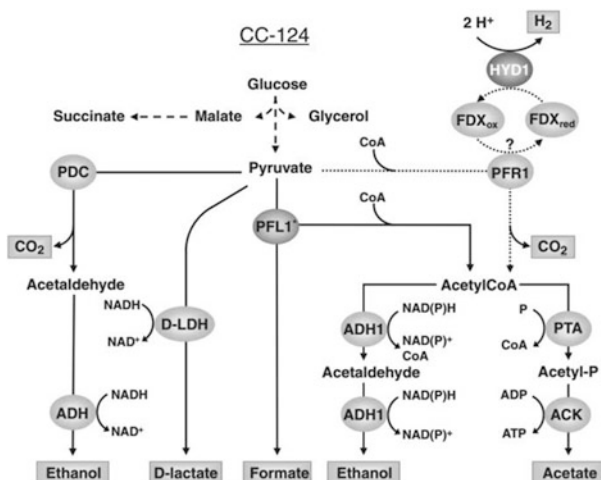 CC-124
2 H⁺
H₂
HYD1
Glucose
Succinate
Malate
Glycerol
FDXox
FDXred
?
CoA
PDC
Pyruvate
PFR1
CoA
PFL1*
CO₂
CO₂
Acetaldehyde
AcetylCoA
NADH
D-LDH
NAD⁺
ADH1
NAD(P)H
NAD(P)⁺
CoA
P
PTA
CoA
Acetaldehyde
Acetyl-P
ADH
NADH
NAD⁺
ADH1
NAD(P)H
NAD(P)⁺
ADP
ACK
ATP
Ethanol
D-lactate
Formate
Ethanol
Acetate